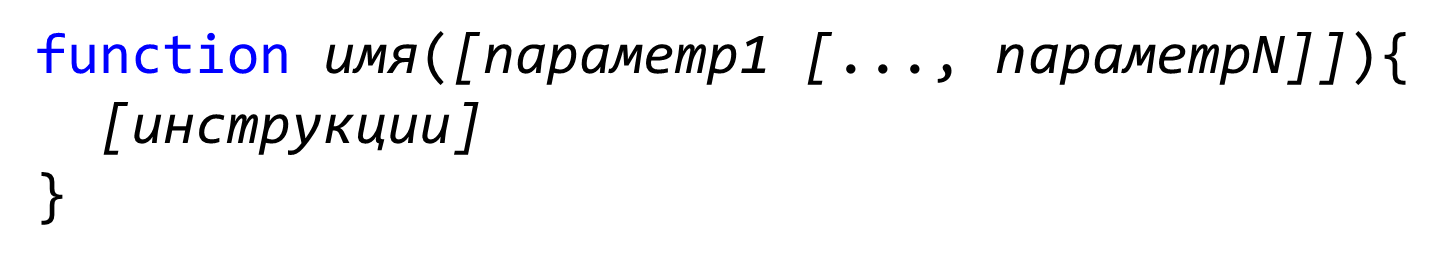 function имя([параметр1 [..., параметрN]]){
[инструкции]
}